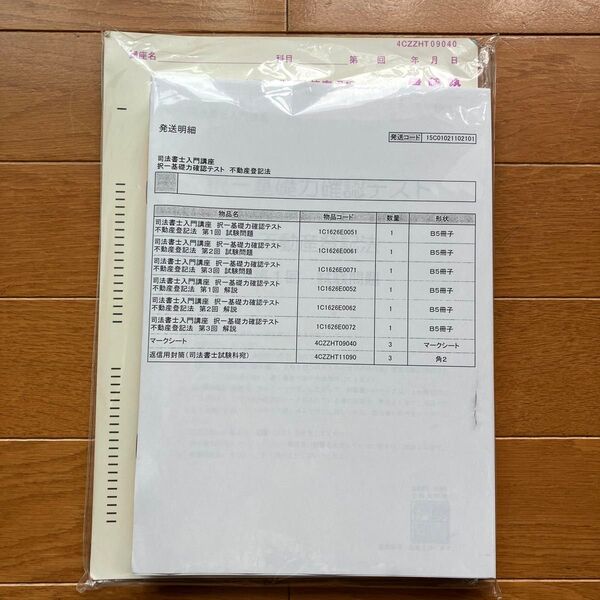 4CZZHT09040
講座名 科目 第 回 年 月 日
発送明細
発送コード 15C01021102101
司法書士入門講座
択一基礎力確認テスト 不動産登記法
物品名 物品コード 数量 形状
司法書士入門講座 択一基礎力確認テスト
不動産登記法 第1回 試験問題 1C1626E0051 1 B5冊子
司法書士入門講座 択一基礎力確認テスト
不動産登記法 第2回 試験問題 1C1626E0061 1 B5冊子
司法書士入門講座 択一基礎力確認テスト
不動産登記法 第3回 試験問題 1C1626E0071 1 B5冊子
司法書士入門講座 択一基礎力確認テスト
不動産登記法 第1回 解説 1C1626E0052 1 B5冊子
司法書士入門講座 択一基礎力確認テスト
不動産登記法 第2回 解説 1C1626E0062 1 B5冊子
司法書士入門講座 択一基礎力確認テスト
不動産登記法 第3回 解説 1C1626E0072 1 B5冊子
マークシート 4CZZHT09040 3 マークシート
返信用封筒(司法書士試験科宛) 4CZZHT11090 3 角2